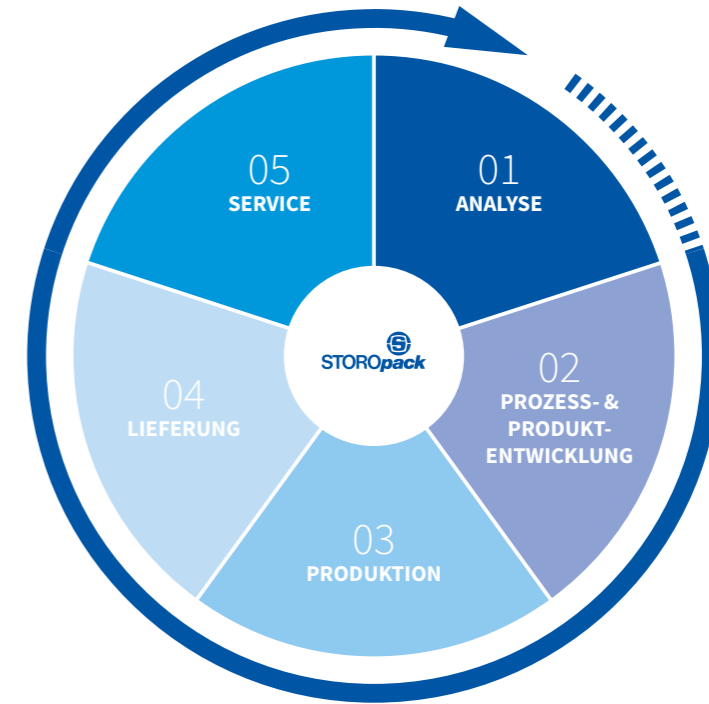 01
ANALYSE
02
PROZESS- &
PRODUKT-
ENTWICKLUNG
03
PRODUKTION
04
LIEFERUNG
05
SERVICE
S
STOROpack